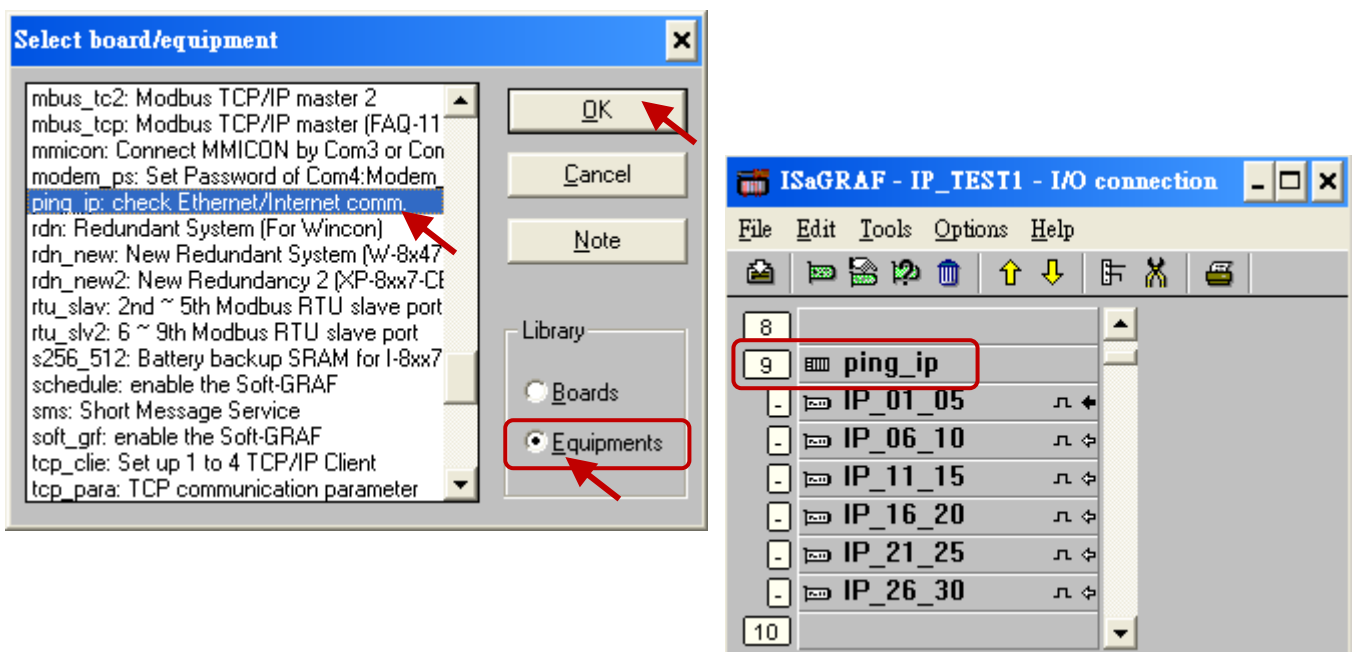 Select board/equipment
mbus_tc2: Modbus TCP/IP master 2
mbus_tcp: Modbus TCP/IP master (FAQ-11
mmicon: Connect MMICON by Com3 or Con
modem_ps: Set Password of Com4:Modem_
ping_ip: check Ethernet/Internet comm.
rdn: Redundant System (For Wincon)
rdn_new: New Redundant System (W-8x47
rdn_new2: New Redundancy 2 (XP-8xx7-CE
rtu_slav: 2nd ~ 5th Modbus RTU slave port
rtu_slv2: 6 ~ 9th Modbus RTU slave port
s256_512: Battery backup SRAM for I-8xx7
schedule: enable the Soft-GRAF
sms: Short Message Service
soft_grf: enable the Soft-GRAF
tcp_clie: Set up 1 to 4 TCP/IP Client
tcp_para: TCP communication parameter
OK
Cancel
Note
Library
Boards
Equipments
ISaGRAF - IP_TEST1 - I/O connection
File Edit Tools Options Help
8
9 ping_ip
- IP_01_05
- IP_06_10
- IP_11_15
- IP_16_20
- IP_21_25
- IP_26_30
10